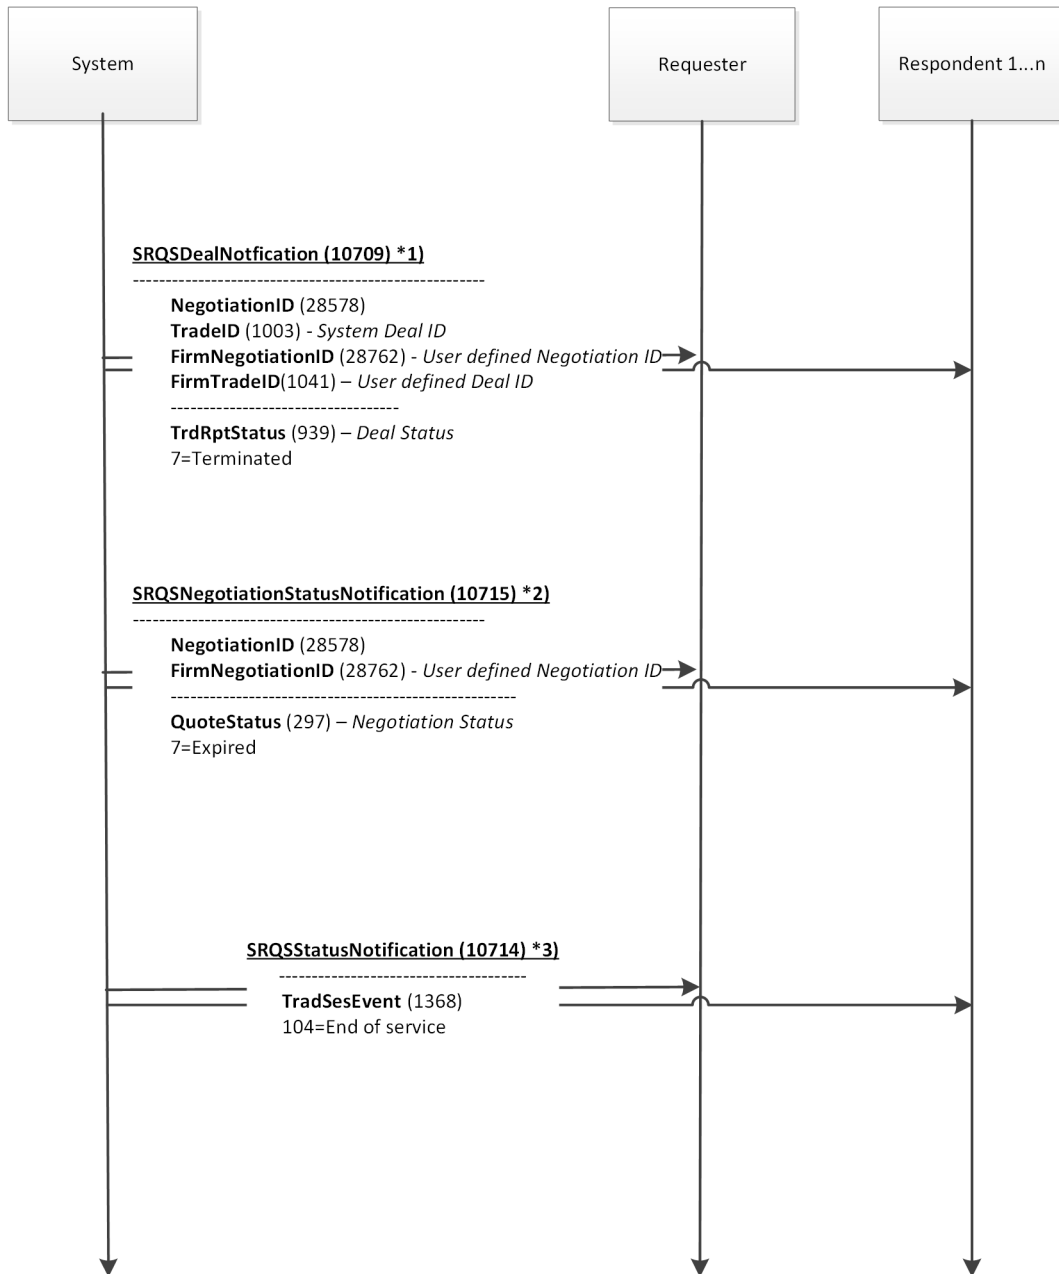 System
Requester
Respondent 1...n
SRQSDealNotfication (10709) *1)
------------------------------------------------------
NegotiationID (28578)
TradeID (1003) - System Deal ID
FirmNegotiationID (28762) - User defined Negotiation ID
FirmTradeID(1041) – User defined Deal ID
-----------------------------------
TrdRptStatus (939) – Deal Status
7=Terminated
SRQSNegotiationStatusNotification (10715) *2)
------------------------------------------------------
NegotiationID (28578)
FirmNegotiationID (28762) - User defined Negotiation ID
-----------------------------------------------------
QuoteStatus (297) – Negotiation Status
7=Expired
SRQSStatusNotification (10714) *3)
--------------------------------------
TradSesEvent (1368)
104=End of service